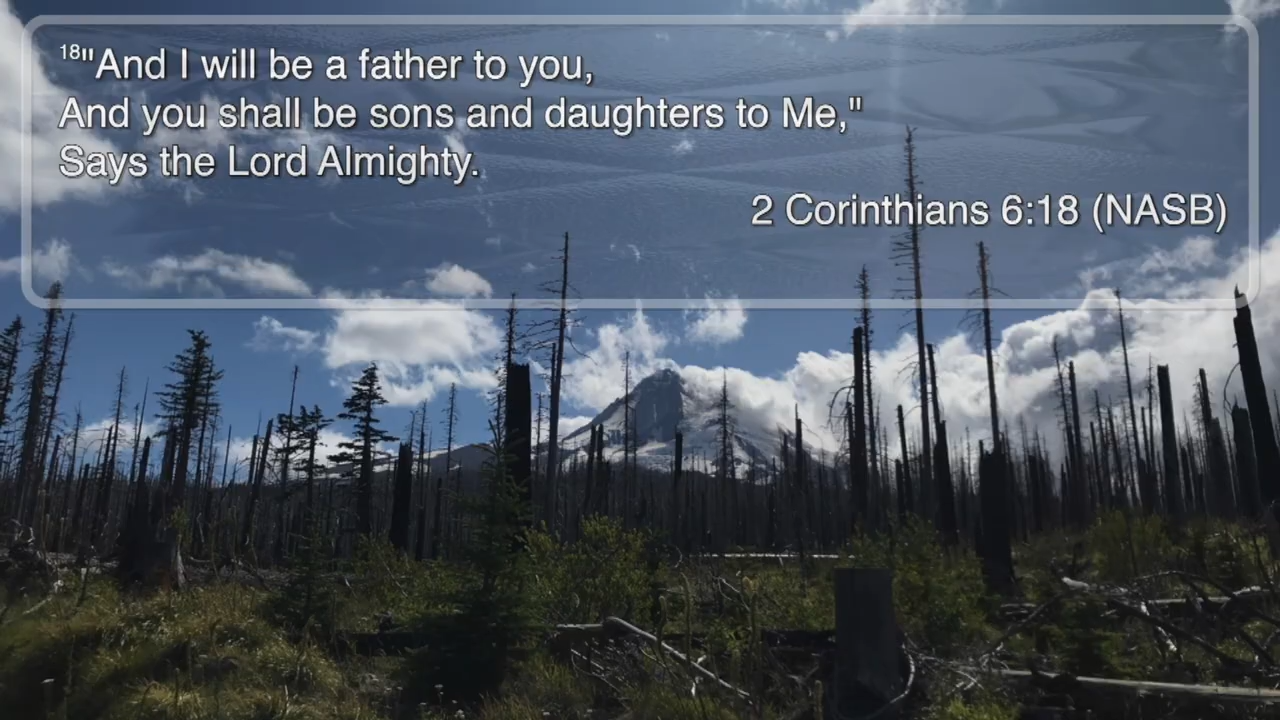 18"And I will be a father to you,
And you shall be sons and daughters to Me,"
Says the Lord Almighty.
2 Corinthians 6:18 (NASB)